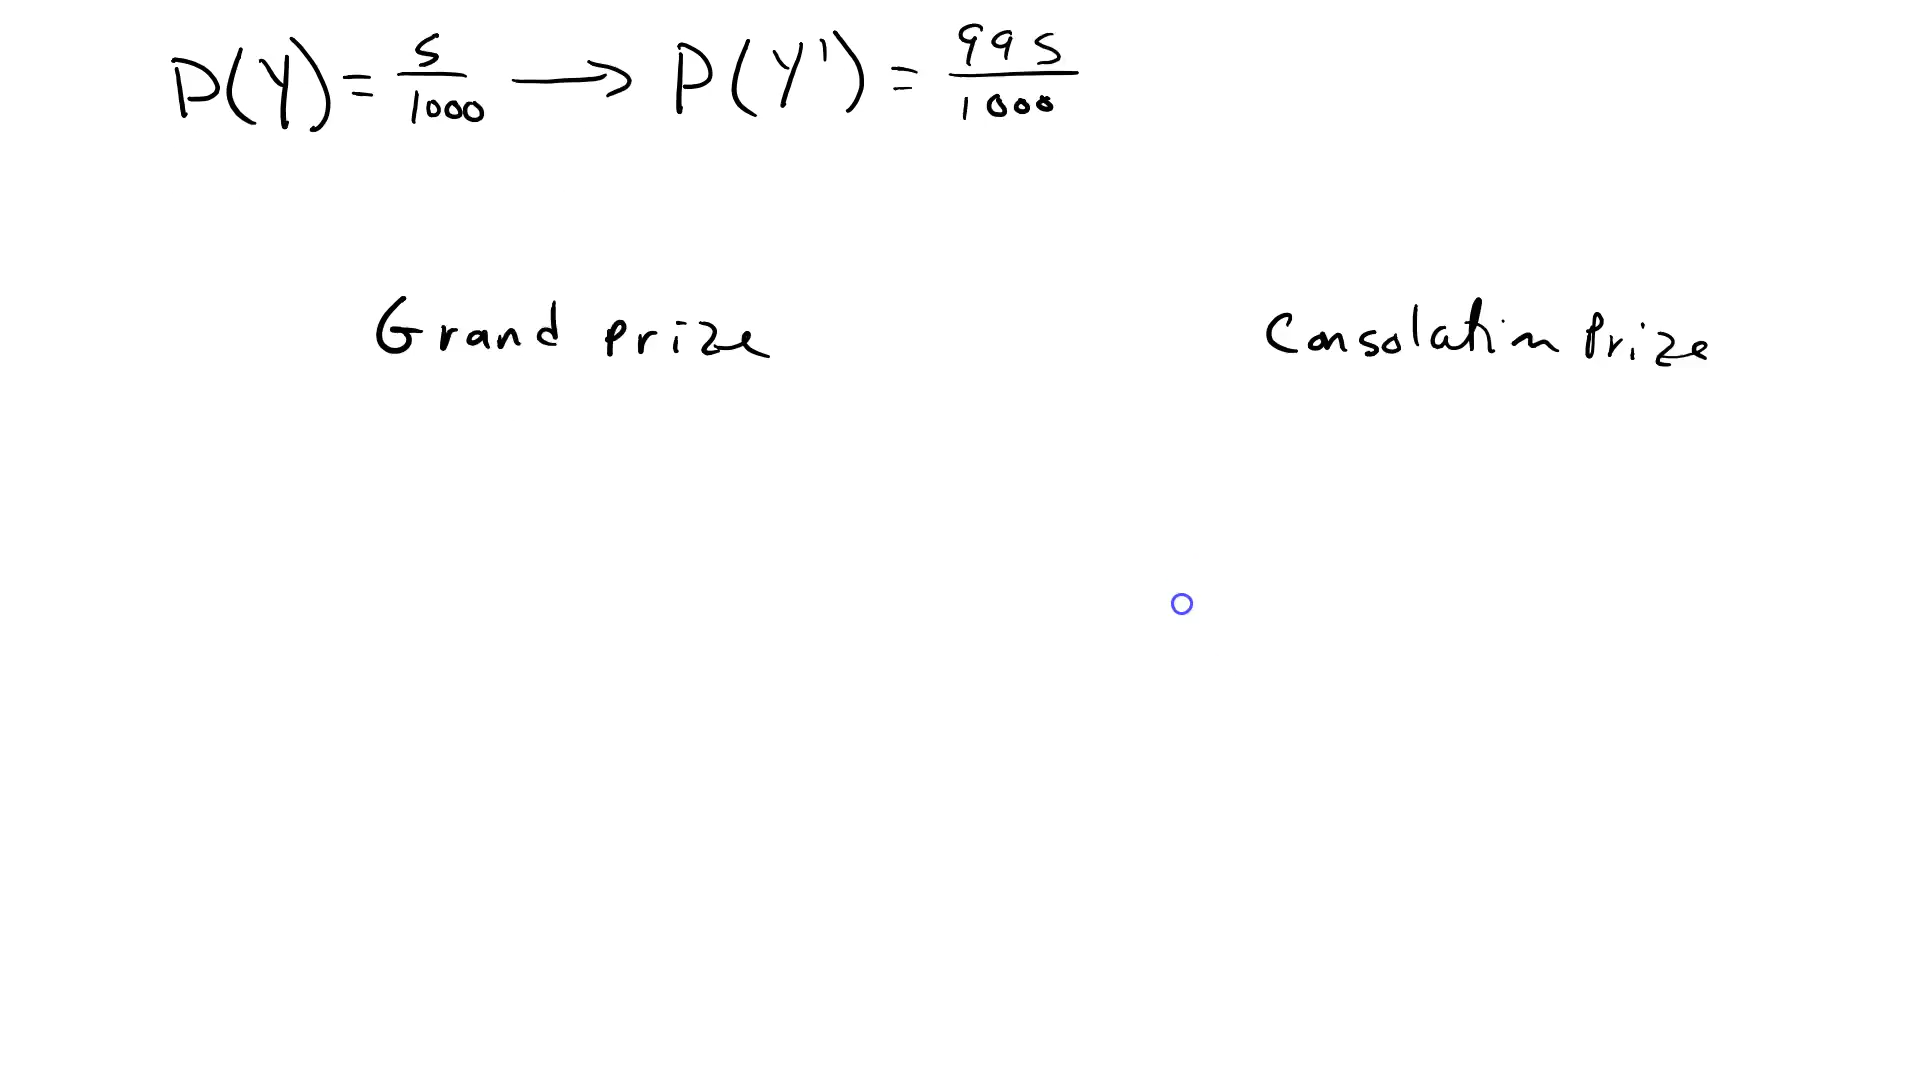 P(Y) = 5/1000 → P(Y') = 995/1000
Grand prize
Consolation Prize